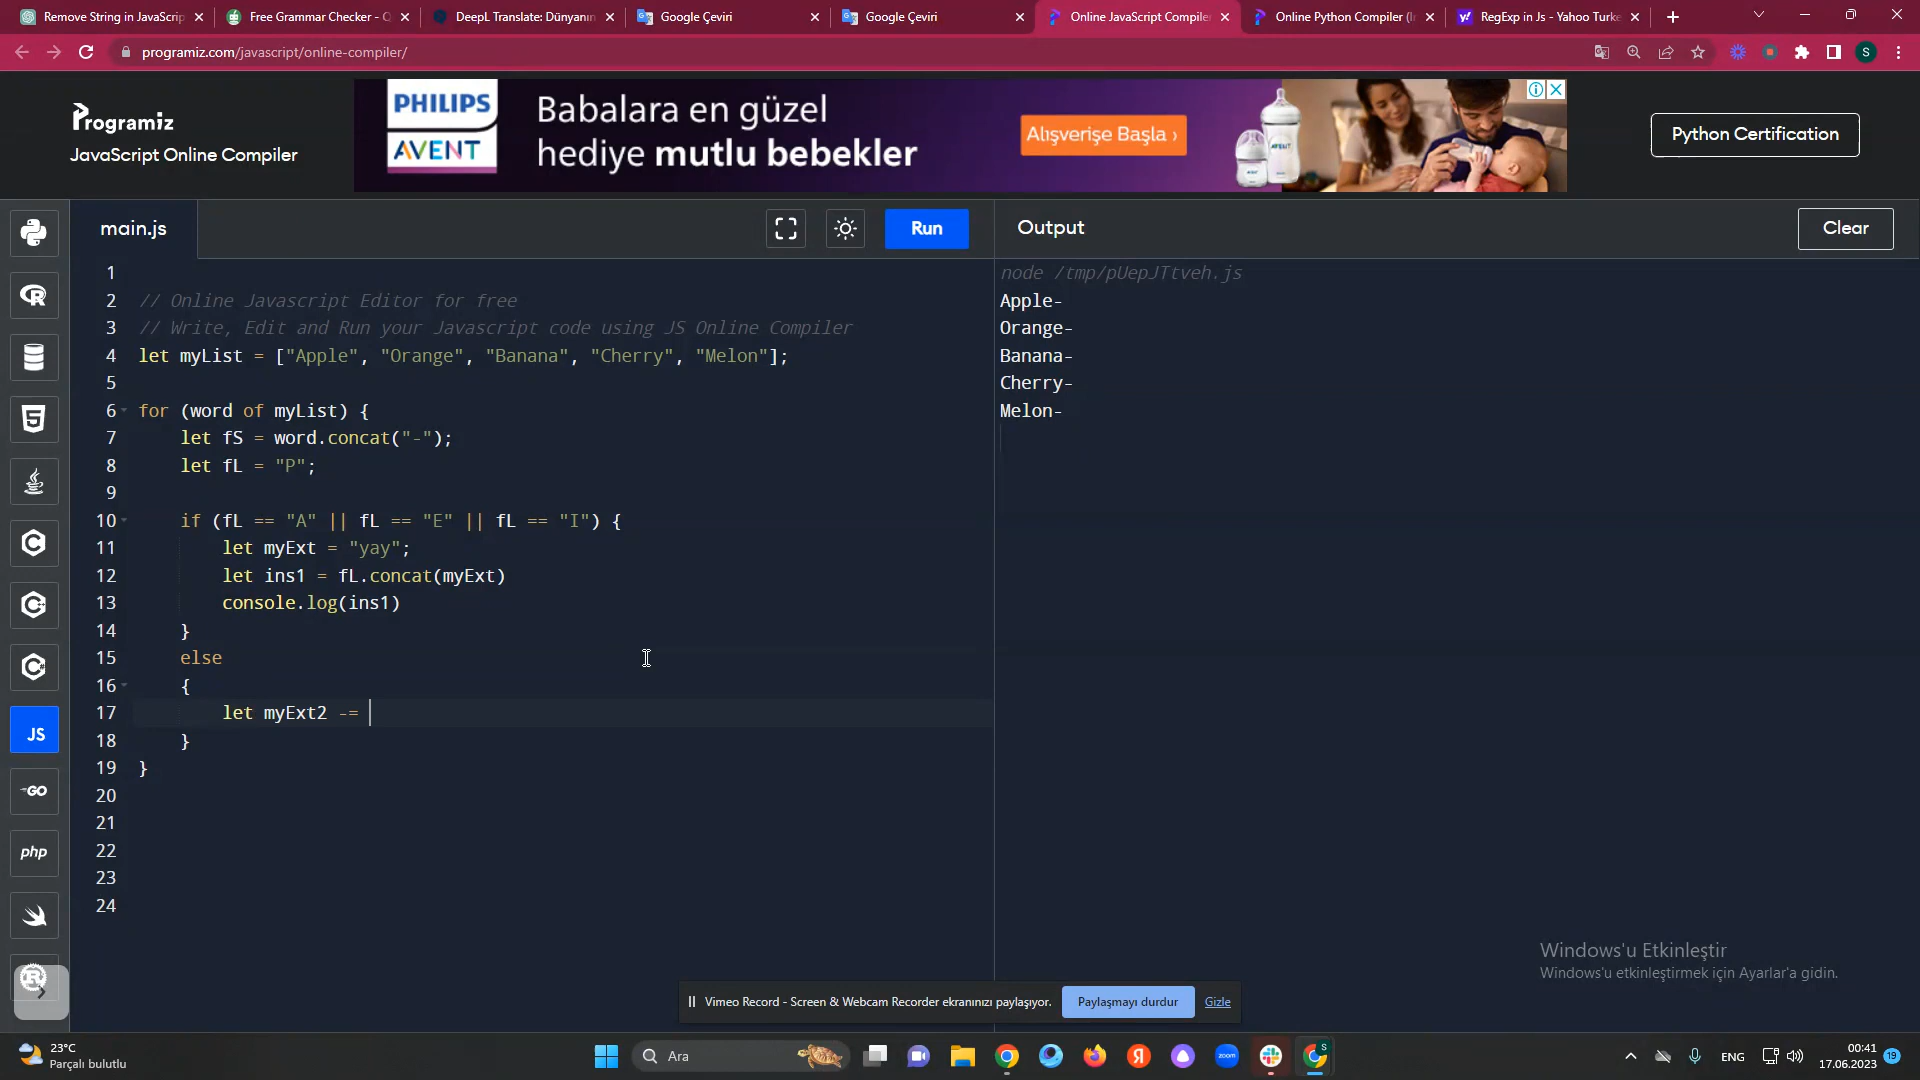 Remove String in JavaScrip
Free Grammar Checker - Q
DeepL Translate: Dünyanın
Google Çeviri
Google Çeviri
Online JavaScript Compiler
Online Python Compiler (In
RegExp in Js - Yahoo Turke
programiz.com/javascript/online-compiler/
S
Programiz
JavaScript Online Compiler
PHILIPS
AVENT
Babalara en güzel
hediye mutlu bebekler
Alışverişe Başla ›
Python Certification
main.js
Run
Output
Clear
1
2 // Online Javascript Editor for free
3 // Write, Edit and Run your Javascript code using JS Online Compiler
4 let myList = ["Apple", "Orange", "Banana", "Cherry", "Melon"];
5
6 for (word of myList) {
7 let fS = word.concat("-");
8 let fL = "P";
9
10 if (fL == "A" || fL == "E" || fL == "I") {
11 let myExt = "yay";
12 let ins1 = fL.concat(myExt)
13 console.log(ins1)
14 }
15 else
16 {
17 let myExt2 -=
18 }
19 }
20
21
22
23
24
node /tmp/pUepJTtveh.js
Apple-
Orange-
Banana-
Cherry-
Melon-
JS
GO
php
Windows'u Etkinleştir
Windows'u etkinleştirmek için Ayarlar'a gidin.
Vimeo Record - Screen & Webcam Recorder ekranınızı paylaşıyor.
Paylaşmayı durdur
Gizle
23°C
Parçalı bulutlu
Ara
zoom
ENG
00:41
17.06.2023
19